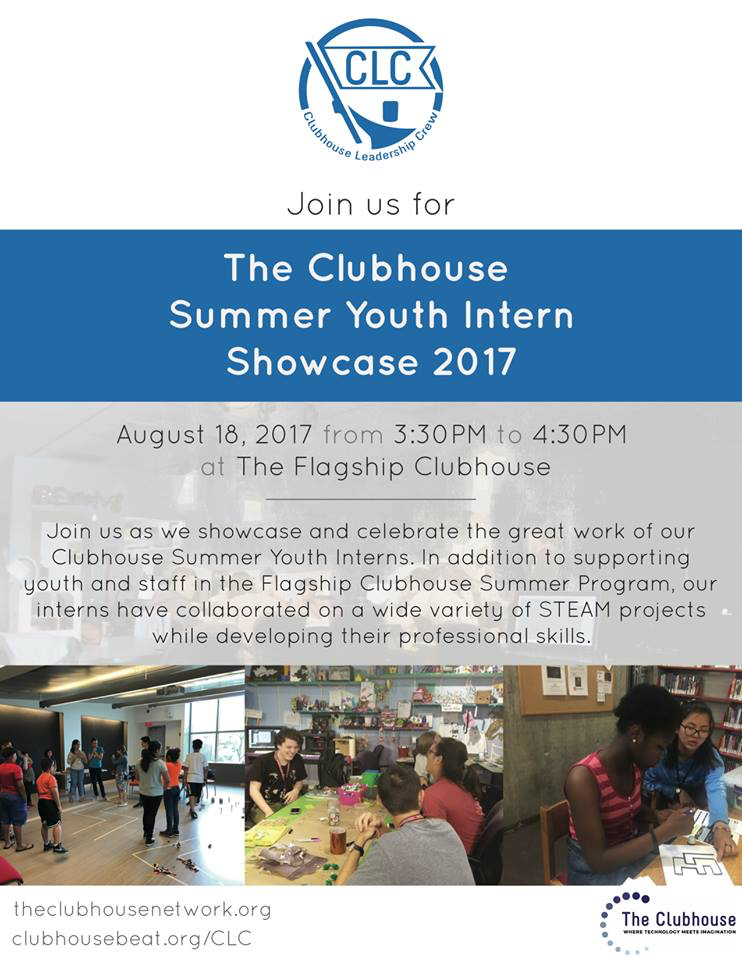 CLC
Clubhouse Leadership Crew
Join us for
The Clubhouse
Summer Youth Intern
Showcase 2017
August 18, 2017 from 3:30PM to 4:30PM
at The Flagship Clubhouse
Join us as we showcase and celebrate the great work of our
Clubhouse Summer Youth Interns. In addition to supporting
youth and staff in the Flagship Clubhouse Summer Program, our
interns have collaborated on a wide variety of STEAM projects
while developing their professional skills.
theclubhousenetwork.org
clubhousebeat.org/CLC
The Clubhouse
WHERE TECHNOLOGY MEETS IMAGINATION